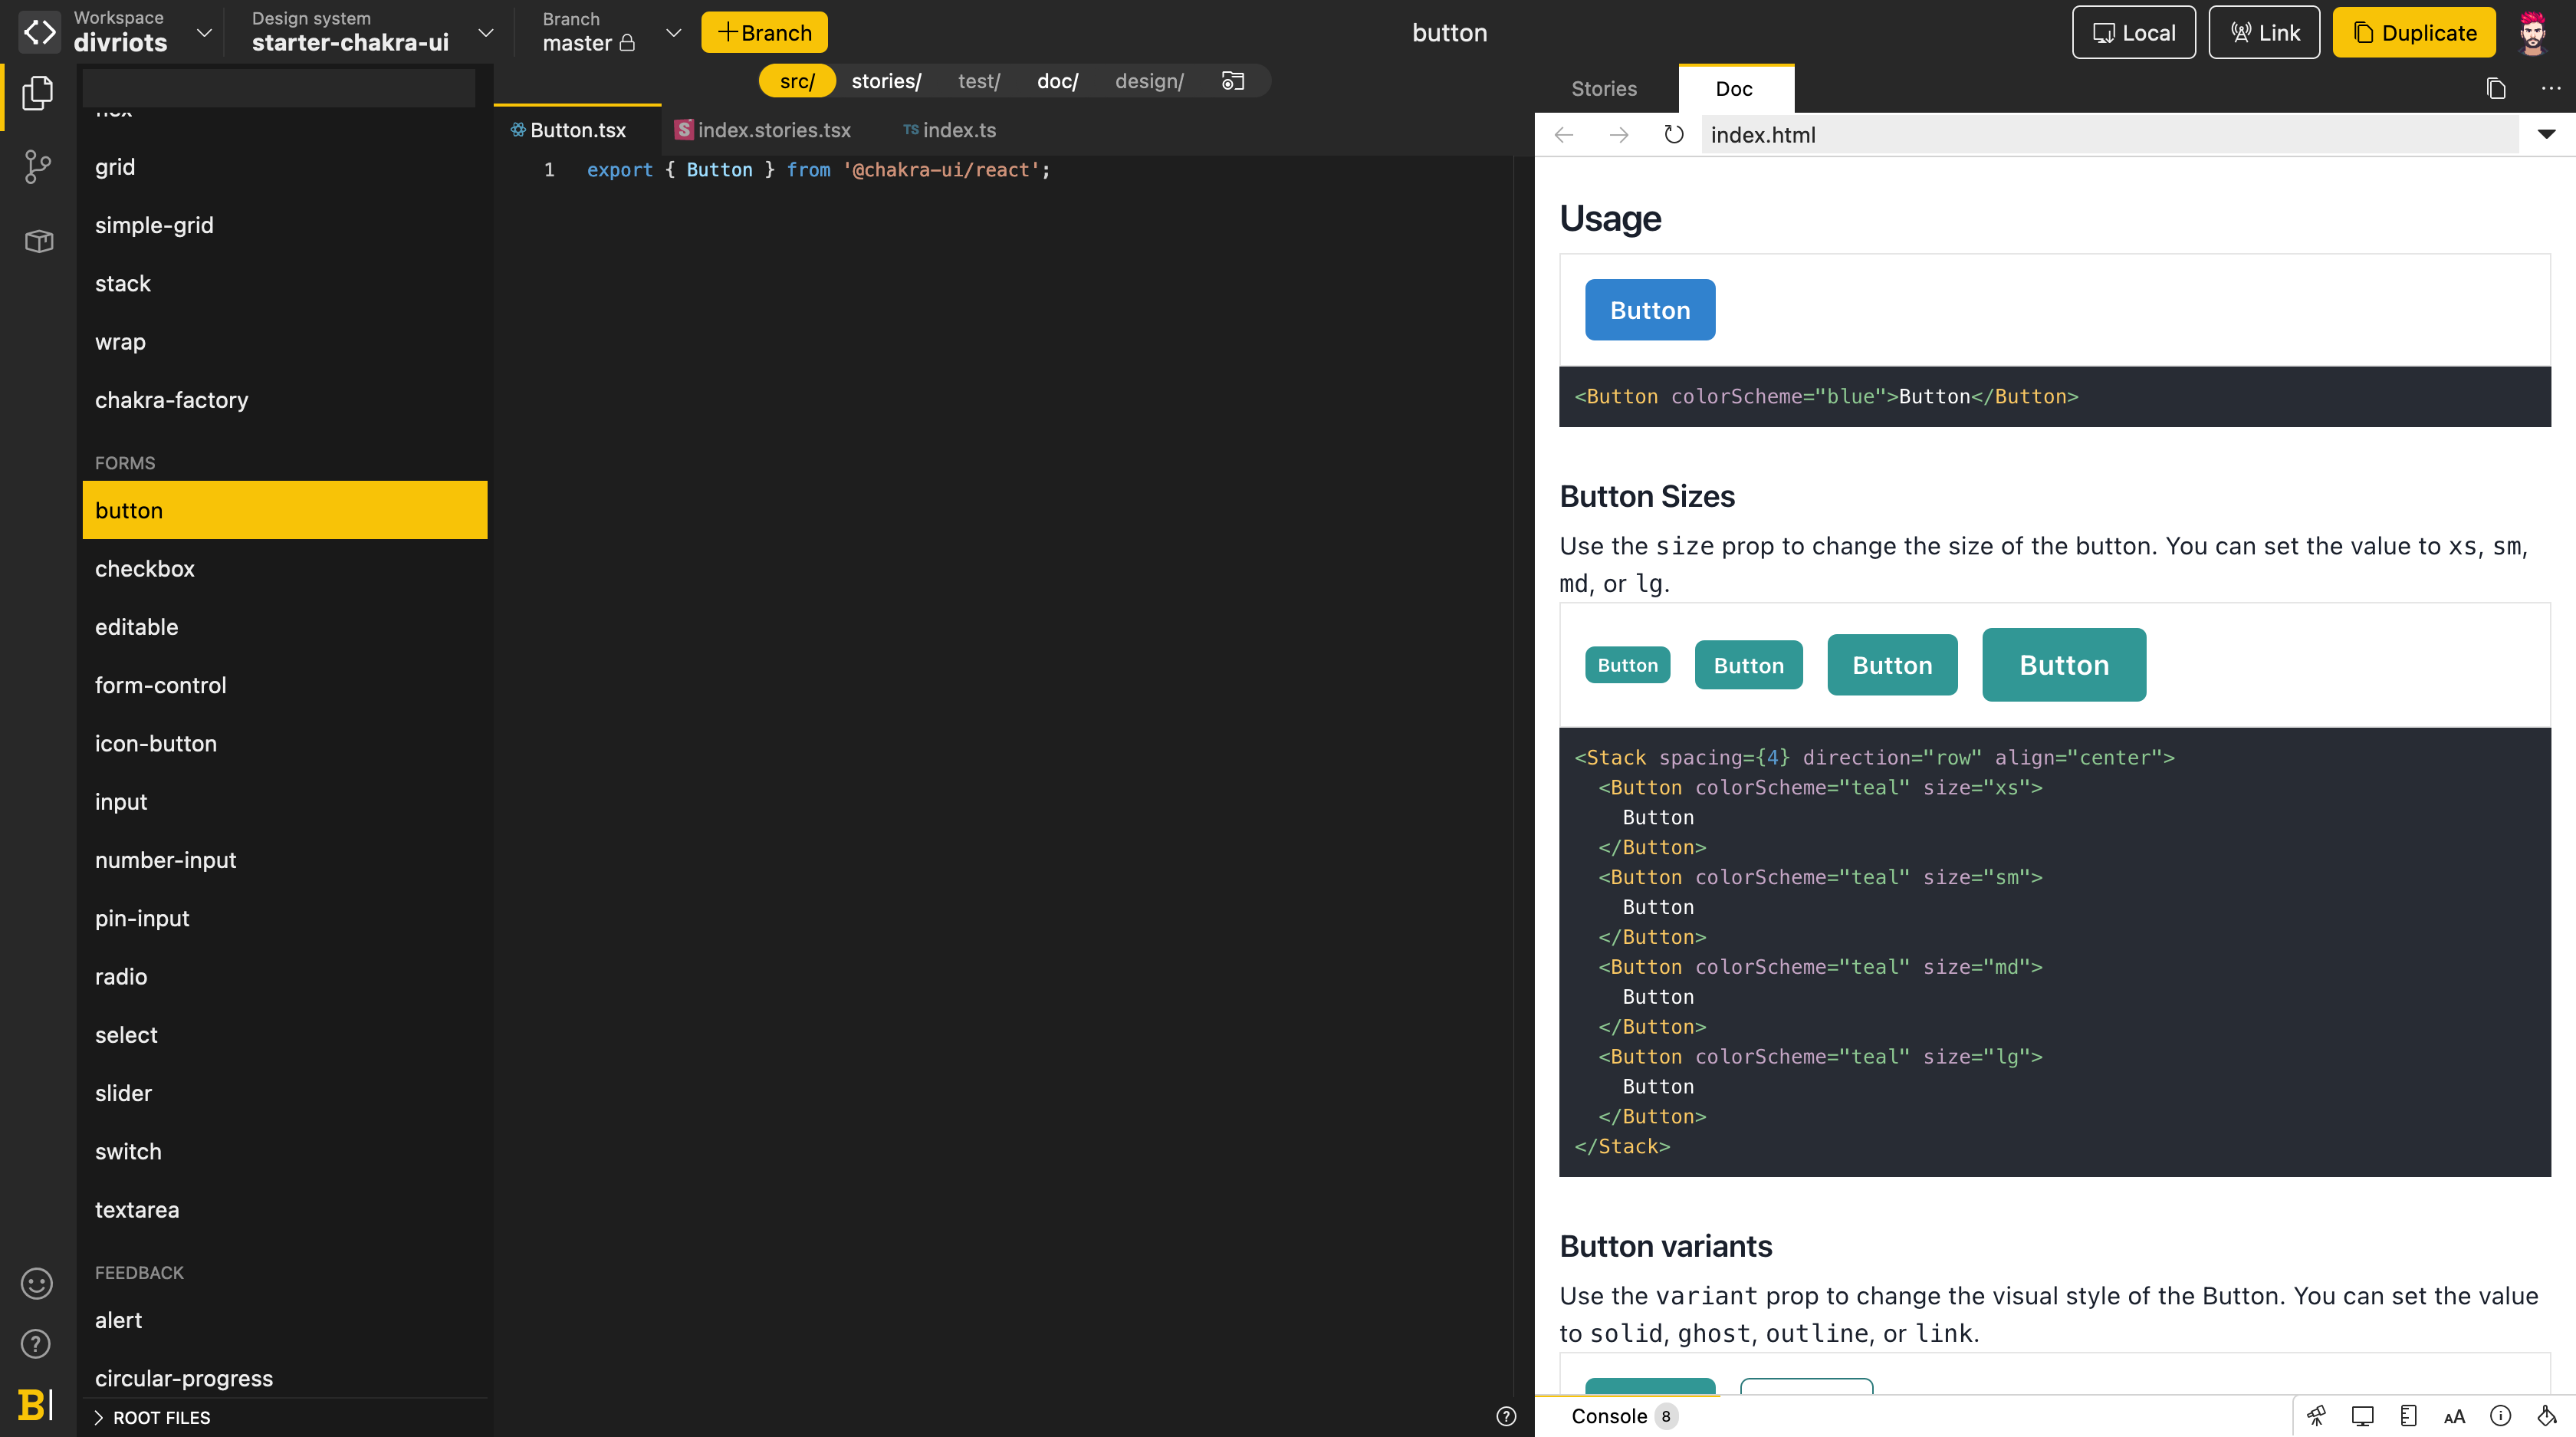 Workspace
divriots
Design system
starter-chakra-ui
Branch
master
Branch
button
Local
Link
Duplicate
grid
simple-grid
stack
wrap
chakra-factory
FORMS
button
checkbox
editable
form-control
icon-button
input
number-input
pin-input
radio
select
slider
switch
textarea
FEEDBACK
alert
circular-progress
ROOT FILES
B
src/ stories/ test/ doc/ design/
Button.tsx
S index.stories.tsx
TS index.ts
1 export { Button } from '@chakra-ui/react';
Stories
Doc
index.html
Usage
Button
<Button colorScheme="blue">Button</Button>
Button Sizes
Use the size prop to change the size of the button. You can set the value to xs, sm,
md, or lg.
Button Button Button Button
<Stack spacing={4} direction="row" align="center">
<Button colorScheme="teal" size="xs">
Button
</Button>
<Button colorScheme="teal" size="sm">
Button
</Button>
<Button colorScheme="teal" size="md">
Button
</Button>
<Button colorScheme="teal" size="lg">
Button
</Button>
</Stack>
Button variants
Use the variant prop to change the visual style of the Button. You can set the value
to solid, ghost, outline, or link.
Console 8
AA